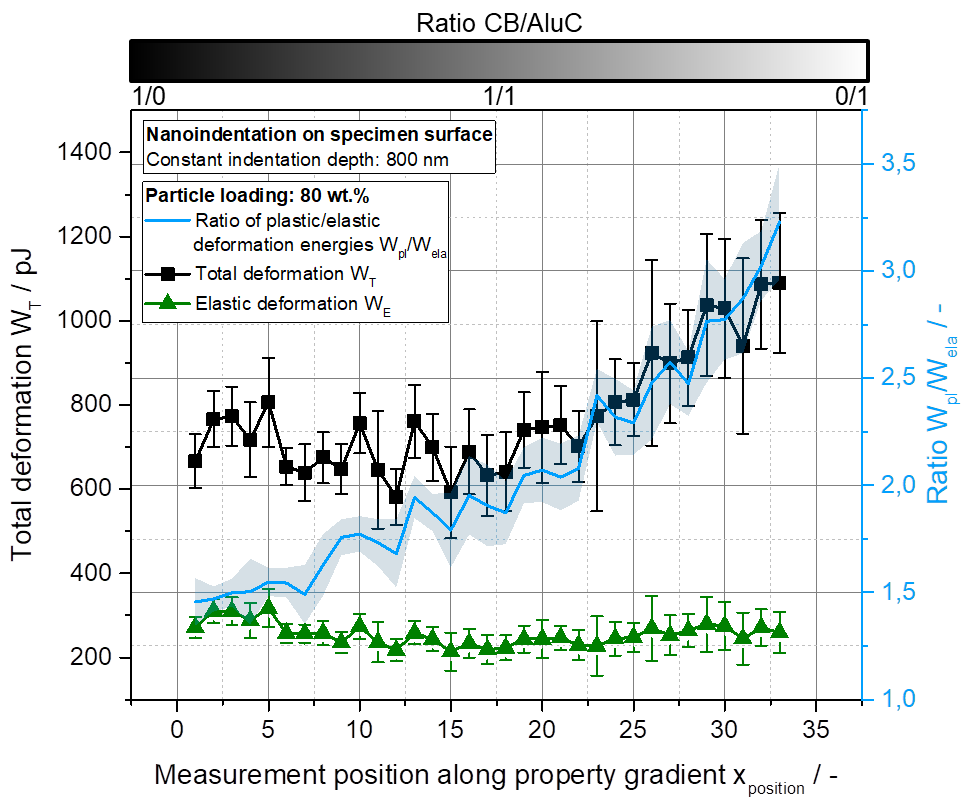 Ratio CB/AluC
1/0 1/1 0/1
Nanoindentation on specimen surface
Constant indentation depth: 800 nm
Particle loading: 80 wt.%
Ratio of plastic/elastic
deformation energies Wpl/Wela
Total deformation WT
Elastic deformation WE
Total deformation WT / pJ
1400
1200
1000
800
600
400
200
Ratio Wpl/Wela / -
3,5
3,0
2,5
2,0
1,5
1,0
0 5 10 15 20 25 30 35
Measurement position along property gradient xposition / -